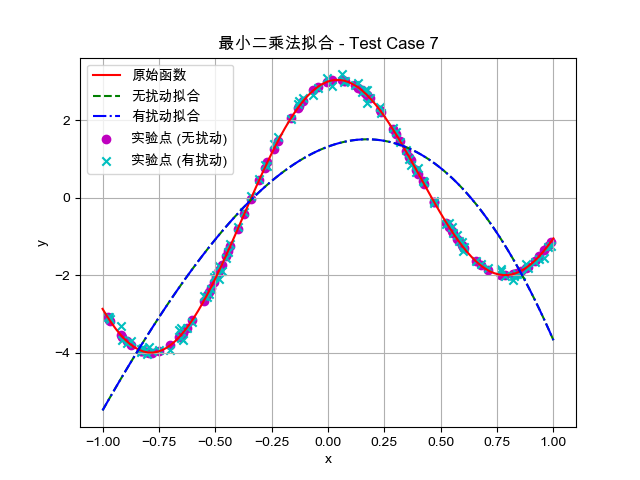 最小二乘法拟合 - Test Case 7
原始函数
无扰动拟合
有扰动拟合
实验点 (无扰动)
实验点 (有扰动)
y
2
0
−2
−4
−1.00 −0.75 −0.50 −0.25 0.00 0.25 0.50 0.75 1.00
x